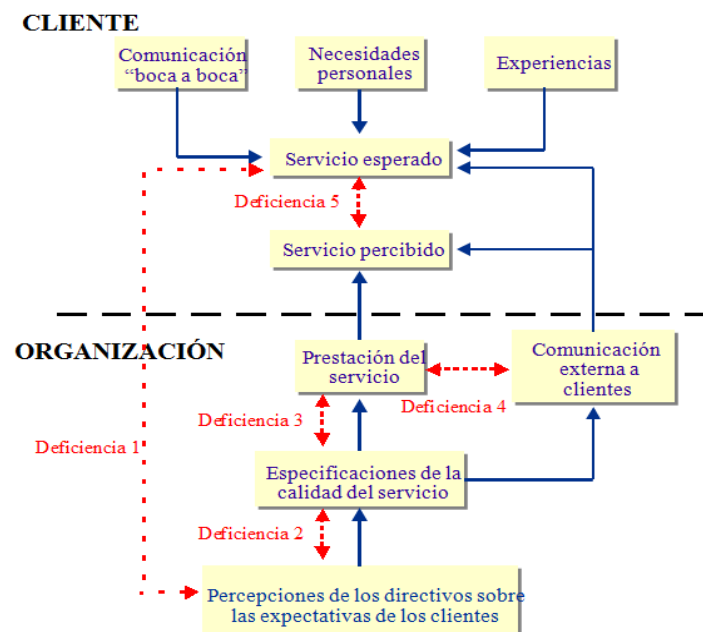 CLIENTE
Comunicación
“boca a boca”
Necesidades
personales
Experiencias
Servicio esperado
Deficiencia 5
Servicio percibido
ORGANIZACIÓN
Prestación del
servicio
Comunicación
externa a
clientes
Deficiencia 4
Deficiencia 3
Deficiencia 1
Especificaciones de la
calidad del servicio
Deficiencia 2
Percepciones de los directivos sobre
las expectativas de los clientes